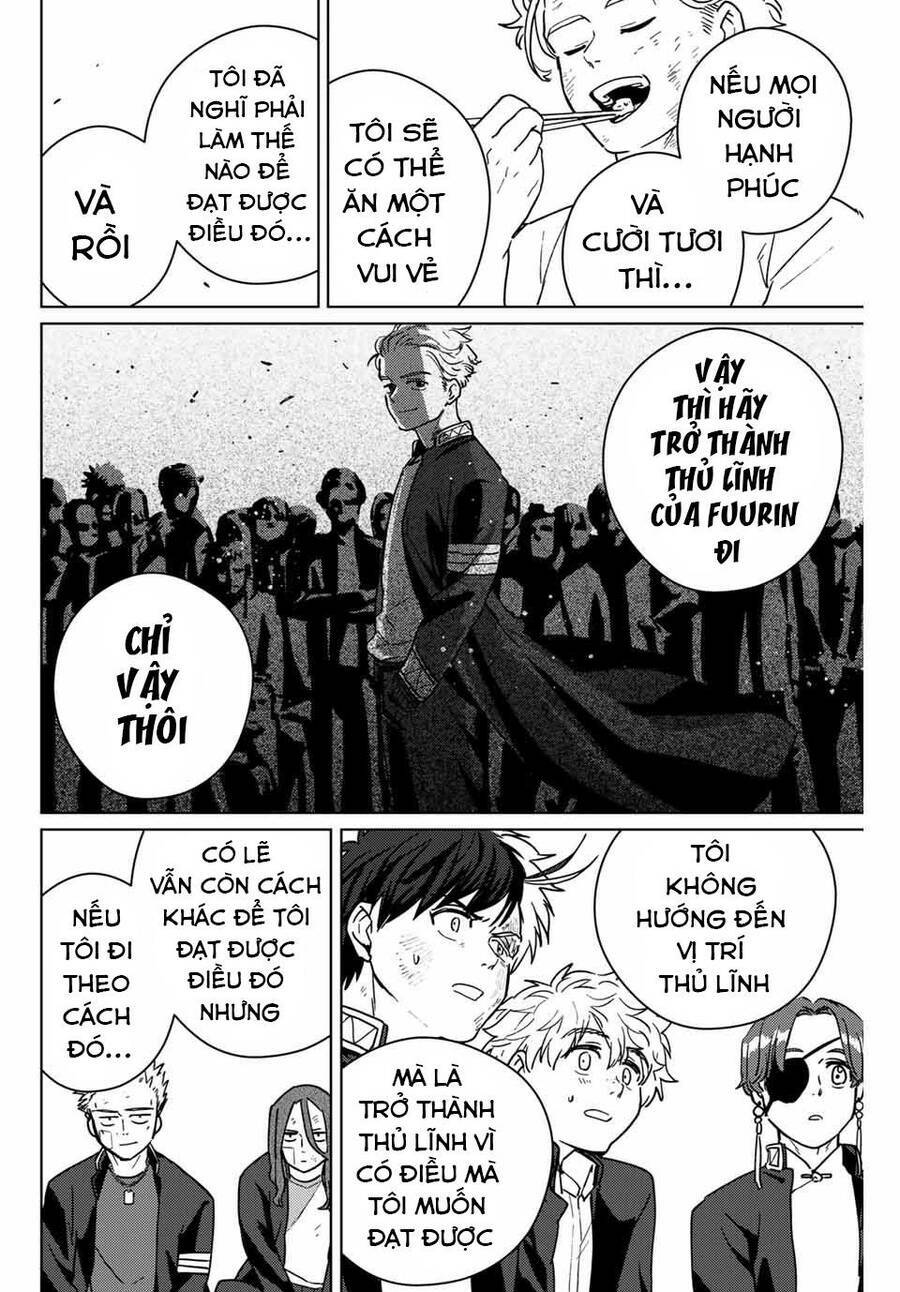 NẾU MỌI
NGƯỜI
HẠNH
PHÚC
VÀ
CƯỜI TƯƠI
THÌ...
TÔI SẼ
CÓ THỂ
ĂN MỘT
CÁCH
VUI VẺ
TÔI ĐÃ
NGHĨ PHẢI
LÀM THẾ
NÀO ĐỂ
ĐẠT ĐƯỢC
ĐIỀU ĐÓ...
VÀ
RỒI
VẬY
THÌ HÃY
TRỞ THÀNH
THỦ LĨNH
CỦA FUURIN
ĐI
CHỈ
VẬY
THÔI
TÔI
KHÔNG
HƯỚNG ĐẾN
VỊ TRÍ
THỦ LĨNH
MÀ LÀ
TRỞ THÀNH
THỦ LĨNH VÌ
CÓ ĐIỀU MÀ
TÔI MUỐN
ĐẠT ĐƯỢC
CÓ LẼ
VẪN CÒN CÁCH
KHÁC ĐỂ TÔI
ĐẠT ĐƯỢC
ĐIỀU ĐÓ
NHƯNG
NẾU
TÔI ĐI
THEO
CÁCH
ĐÓ...